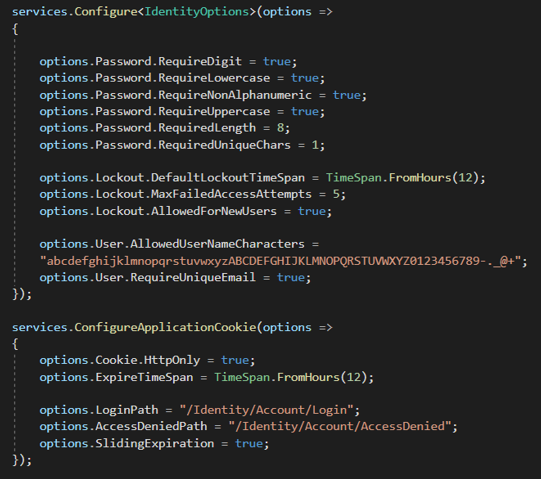 services.Configure<IdentityOptions>(options =>
{
options.Password.RequireDigit = true;
options.Password.RequireLowercase = true;
options.Password.RequireNonAlphanumeric = true;
options.Password.RequireUppercase = true;
options.Password.RequiredLength = 8;
options.Password.RequiredUniqueChars = 1;
options.Lockout.DefaultLockoutTimeSpan = TimeSpan.FromHours(12);
options.Lockout.MaxFailedAccessAttempts = 5;
options.Lockout.AllowedForNewUsers = true;
options.User.AllowedUserNameCharacters =
"abcdefghijklmnopqrstuvwxyzABCDEFGHIJKLMNOPQRSTUVWXYZ0123456789-._@+";
options.User.RequireUniqueEmail = true;
});
services.ConfigureApplicationCookie(options =>
{
options.Cookie.HttpOnly = true;
options.ExpireTimeSpan = TimeSpan.FromHours(12);
options.LoginPath = "/Identity/Account/Login";
options.AccessDeniedPath = "/Identity/Account/AccessDenied";
options.SlidingExpiration = true;
});